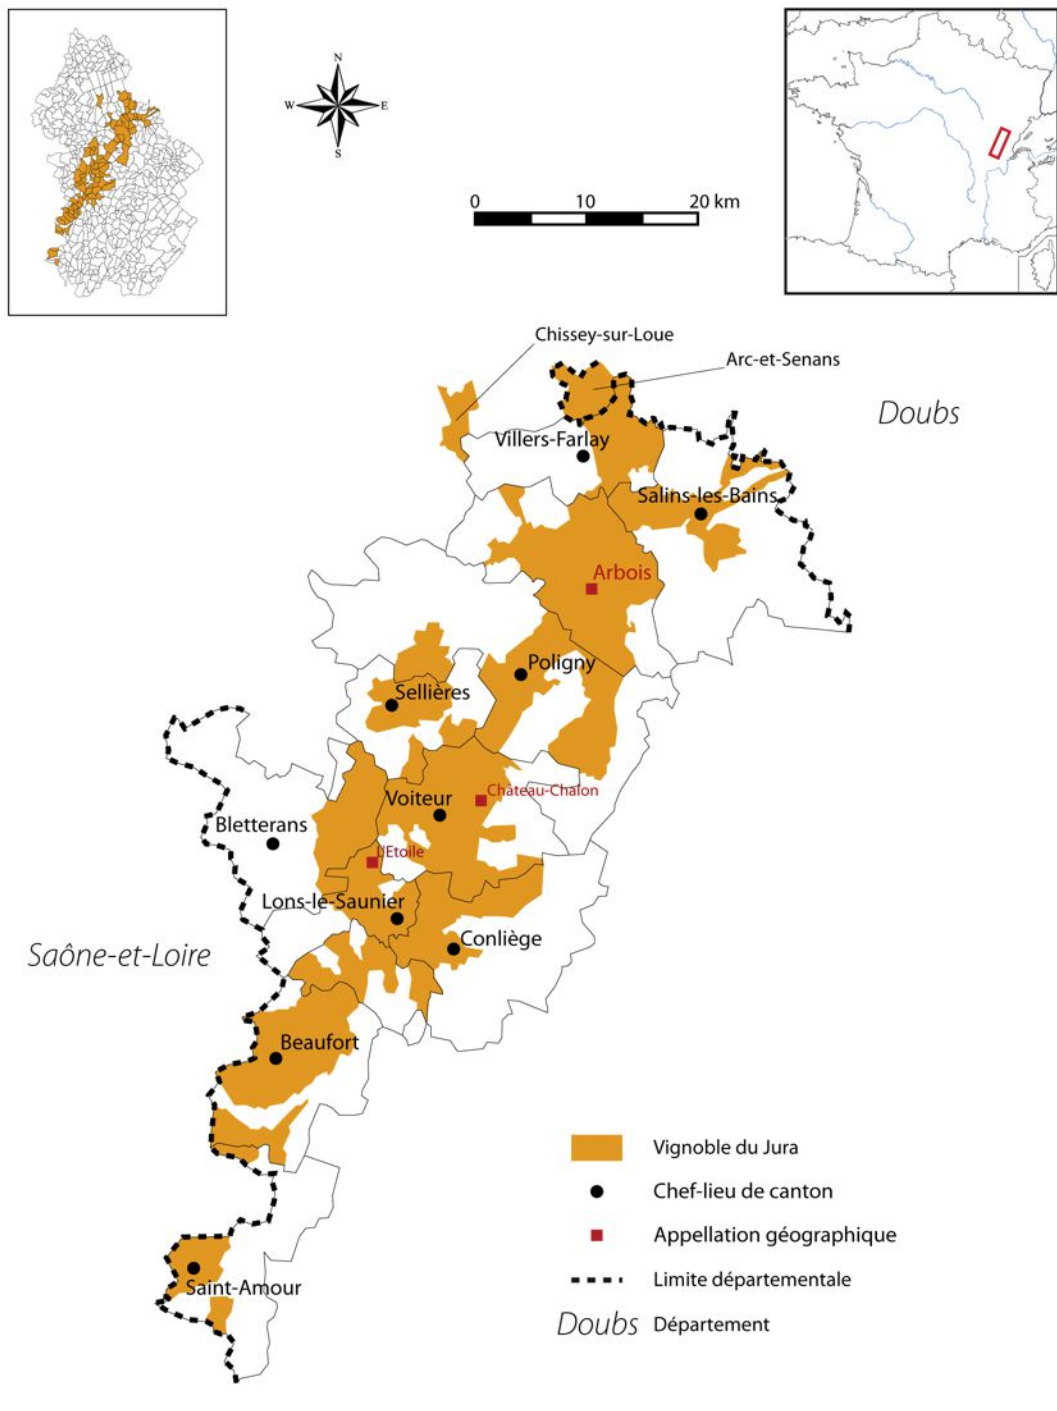 N
W
E
S
0
10
20 km
Chissey-sur-Loue
Arc-et-Senans
Doubs
Villers-Farlay
Salins-les-Bains
Arbois
Poligny
Sellières
Château-Chalon
Voiteur
Bletterans
L'Etoile
Lons-le-Saunier
Conliège
Saône-et-Loire
Beaufort
Saint-Amour
Vignoble du Jura
Chef-lieu de canton
Appellation géographique
Limite départementale
Doubs Département